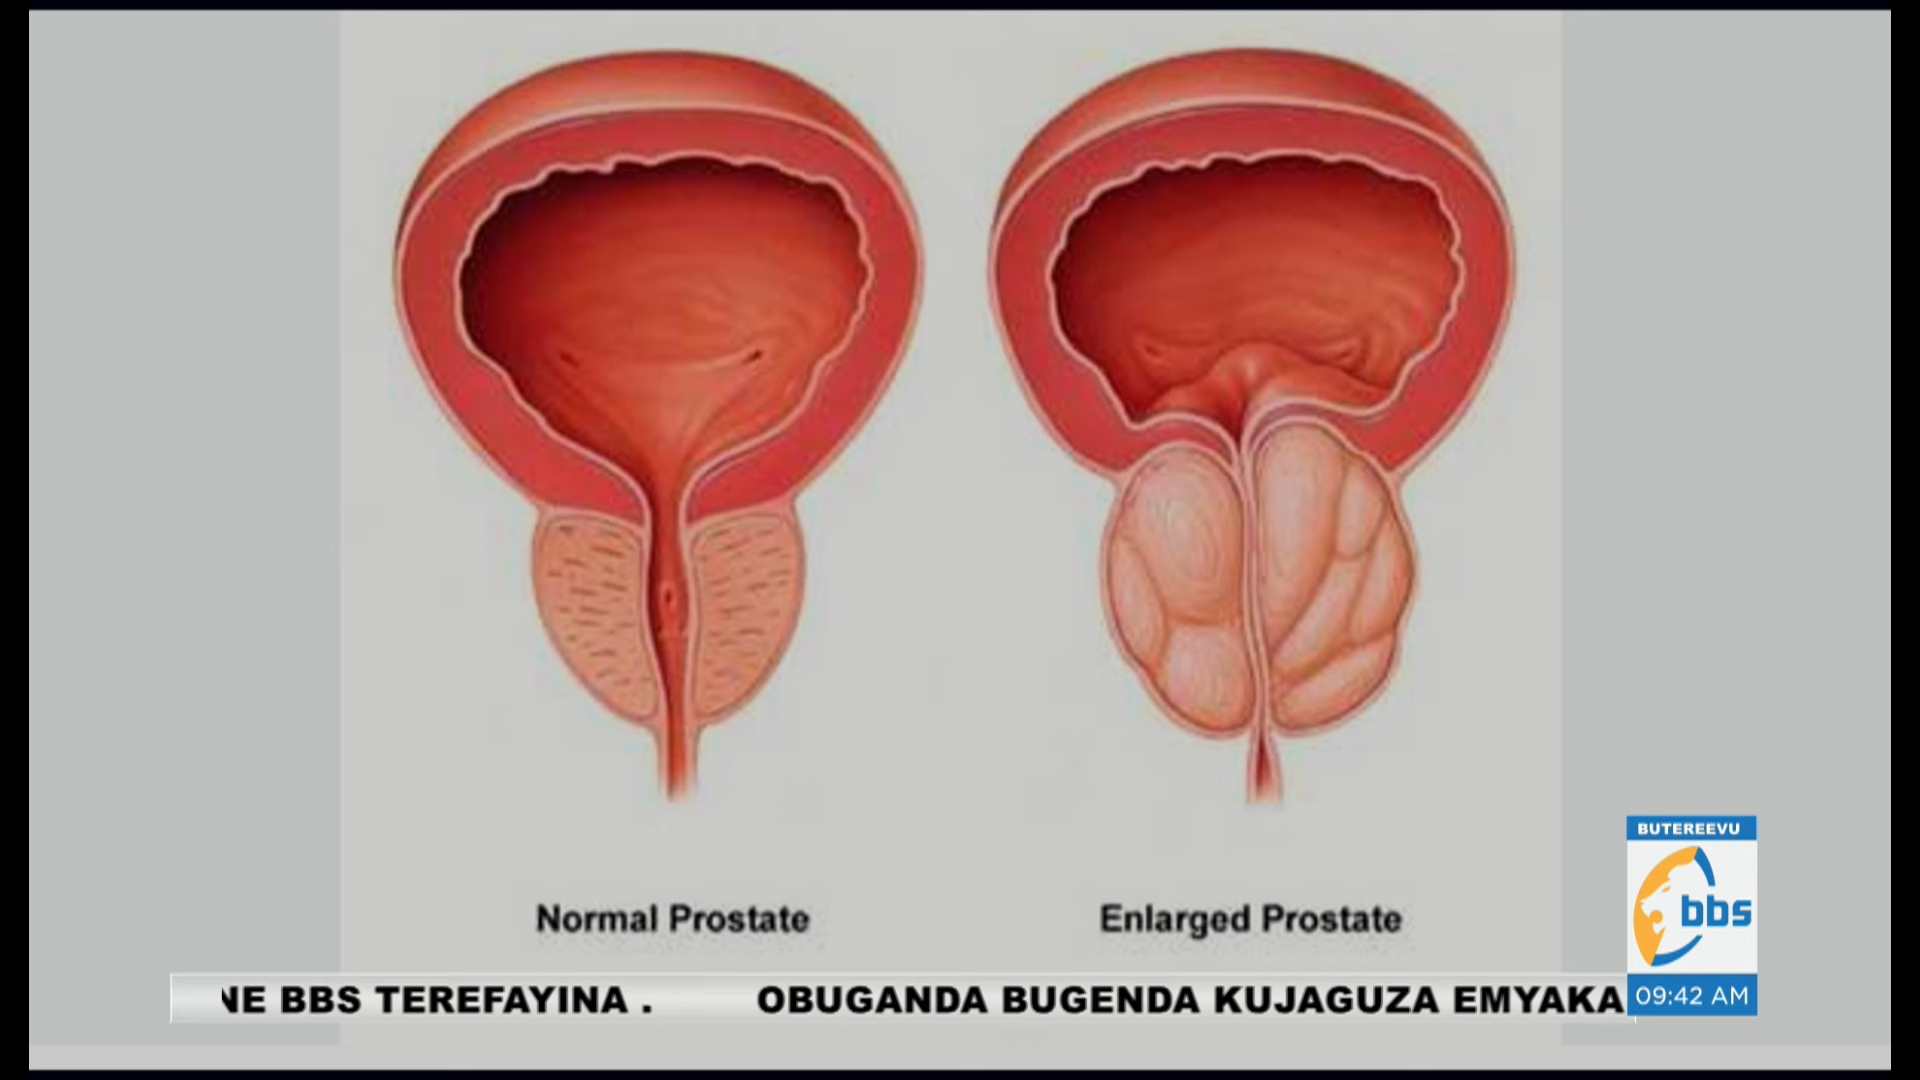 Normal Prostate
Enlarged Prostate
BUTEREEVU
bbs
NE BBS TEREFAYINA . OBUGANDA BUGENDA KUJAGUZA EMYAKA
09:42 AM